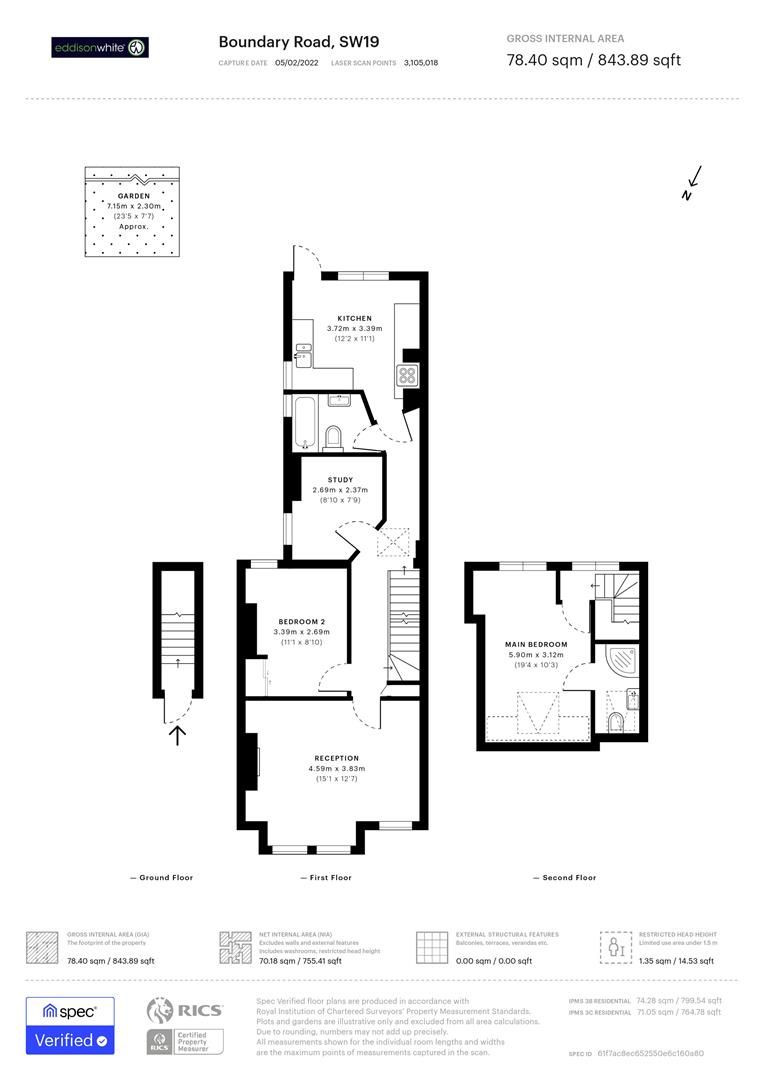 eddisonwhite
Boundary Road, SW19
CAPTURE DATE 05/02/2022 LASER SCAN POINTS 3,105,018
GROSS INTERNAL AREA
78.40 sqm / 843.89 sqft
N
GARDEN
7.15m x 2.30m
(23'5 x 7'7)
Approx.
KITCHEN
3.72m x 3.39m
(12'2 x 11'1)
STUDY
2.69m x 2.37m
(8'10 x 7'9)
BEDROOM 2
3.39m x 2.69m
(11'1 x 8'10)
MAIN BEDROOM
5.90m x 3.12m
(19'4 x 10'3)
RECEPTION
4.59m x 3.83m
(15'1 x 12'7)
— Ground Floor
— First Floor
— Second Floor
GROSS INTERNAL AREA (GIA)
The footprint of the property
78.40 sqm / 843.89 sqft
NET INTERNAL AREA (NIA)
Excludes walls and external features
Includes washrooms, restricted head height
70.18 sqm / 755.41 sqft
EXTERNAL STRUCTURAL FEATURES
Balconies, terraces, verandas etc.
0.00 sqm / 0.00 sqft
RESTRICTED HEAD HEIGHT
Limited use area under 1.5 m
1.35 sqm / 14.53 sqft
spec
Verified
RICS
RICS
Certified
Property
Measurer
Spec Verified floor plans are produced in accordance with
Royal Institution of Chartered Surveyors' Property Measurement Standards.
Plots and gardens are illustrative only and excluded from all area calculations.
Due to rounding, numbers may not add up precisely.
All measurements shown for the individual room lengths and widths
are the maximum points of measurements captured in the scan.
IPMS 3B RESIDENTIAL 74.28 sqm / 799.54 sqft
IPMS 3C RESIDENTIAL 71.05 sqm / 764.78 sqft
SPEC ID 61f7ac8ec652550e6c160a80